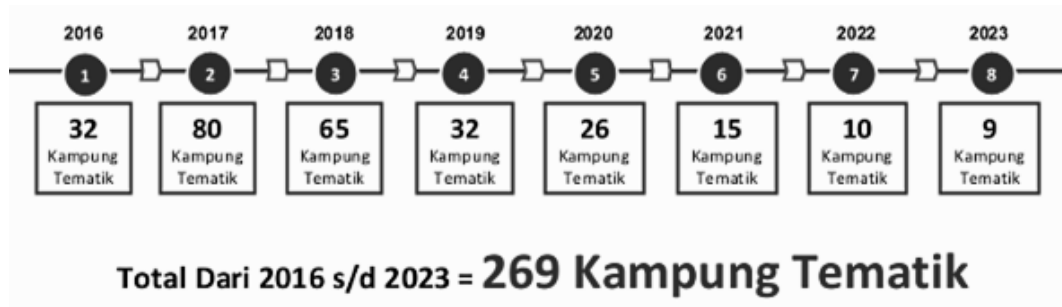 2016 2017 2018 2019 2020 2021 2022 2023
1 2 3 4 5 6 7 8
32 80 65 32 26 15 10 9
Kampung Kampung Kampung Kampung Kampung Kampung Kampung Kampung
Tematik Tematik Tematik Tematik Tematik Tematik Tematik Tematik
Total Dari 2016 s/d 2023 = 269 Kampung Tematik